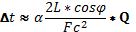 Δt ≈ α 2L * cosφ / Fc² * Q